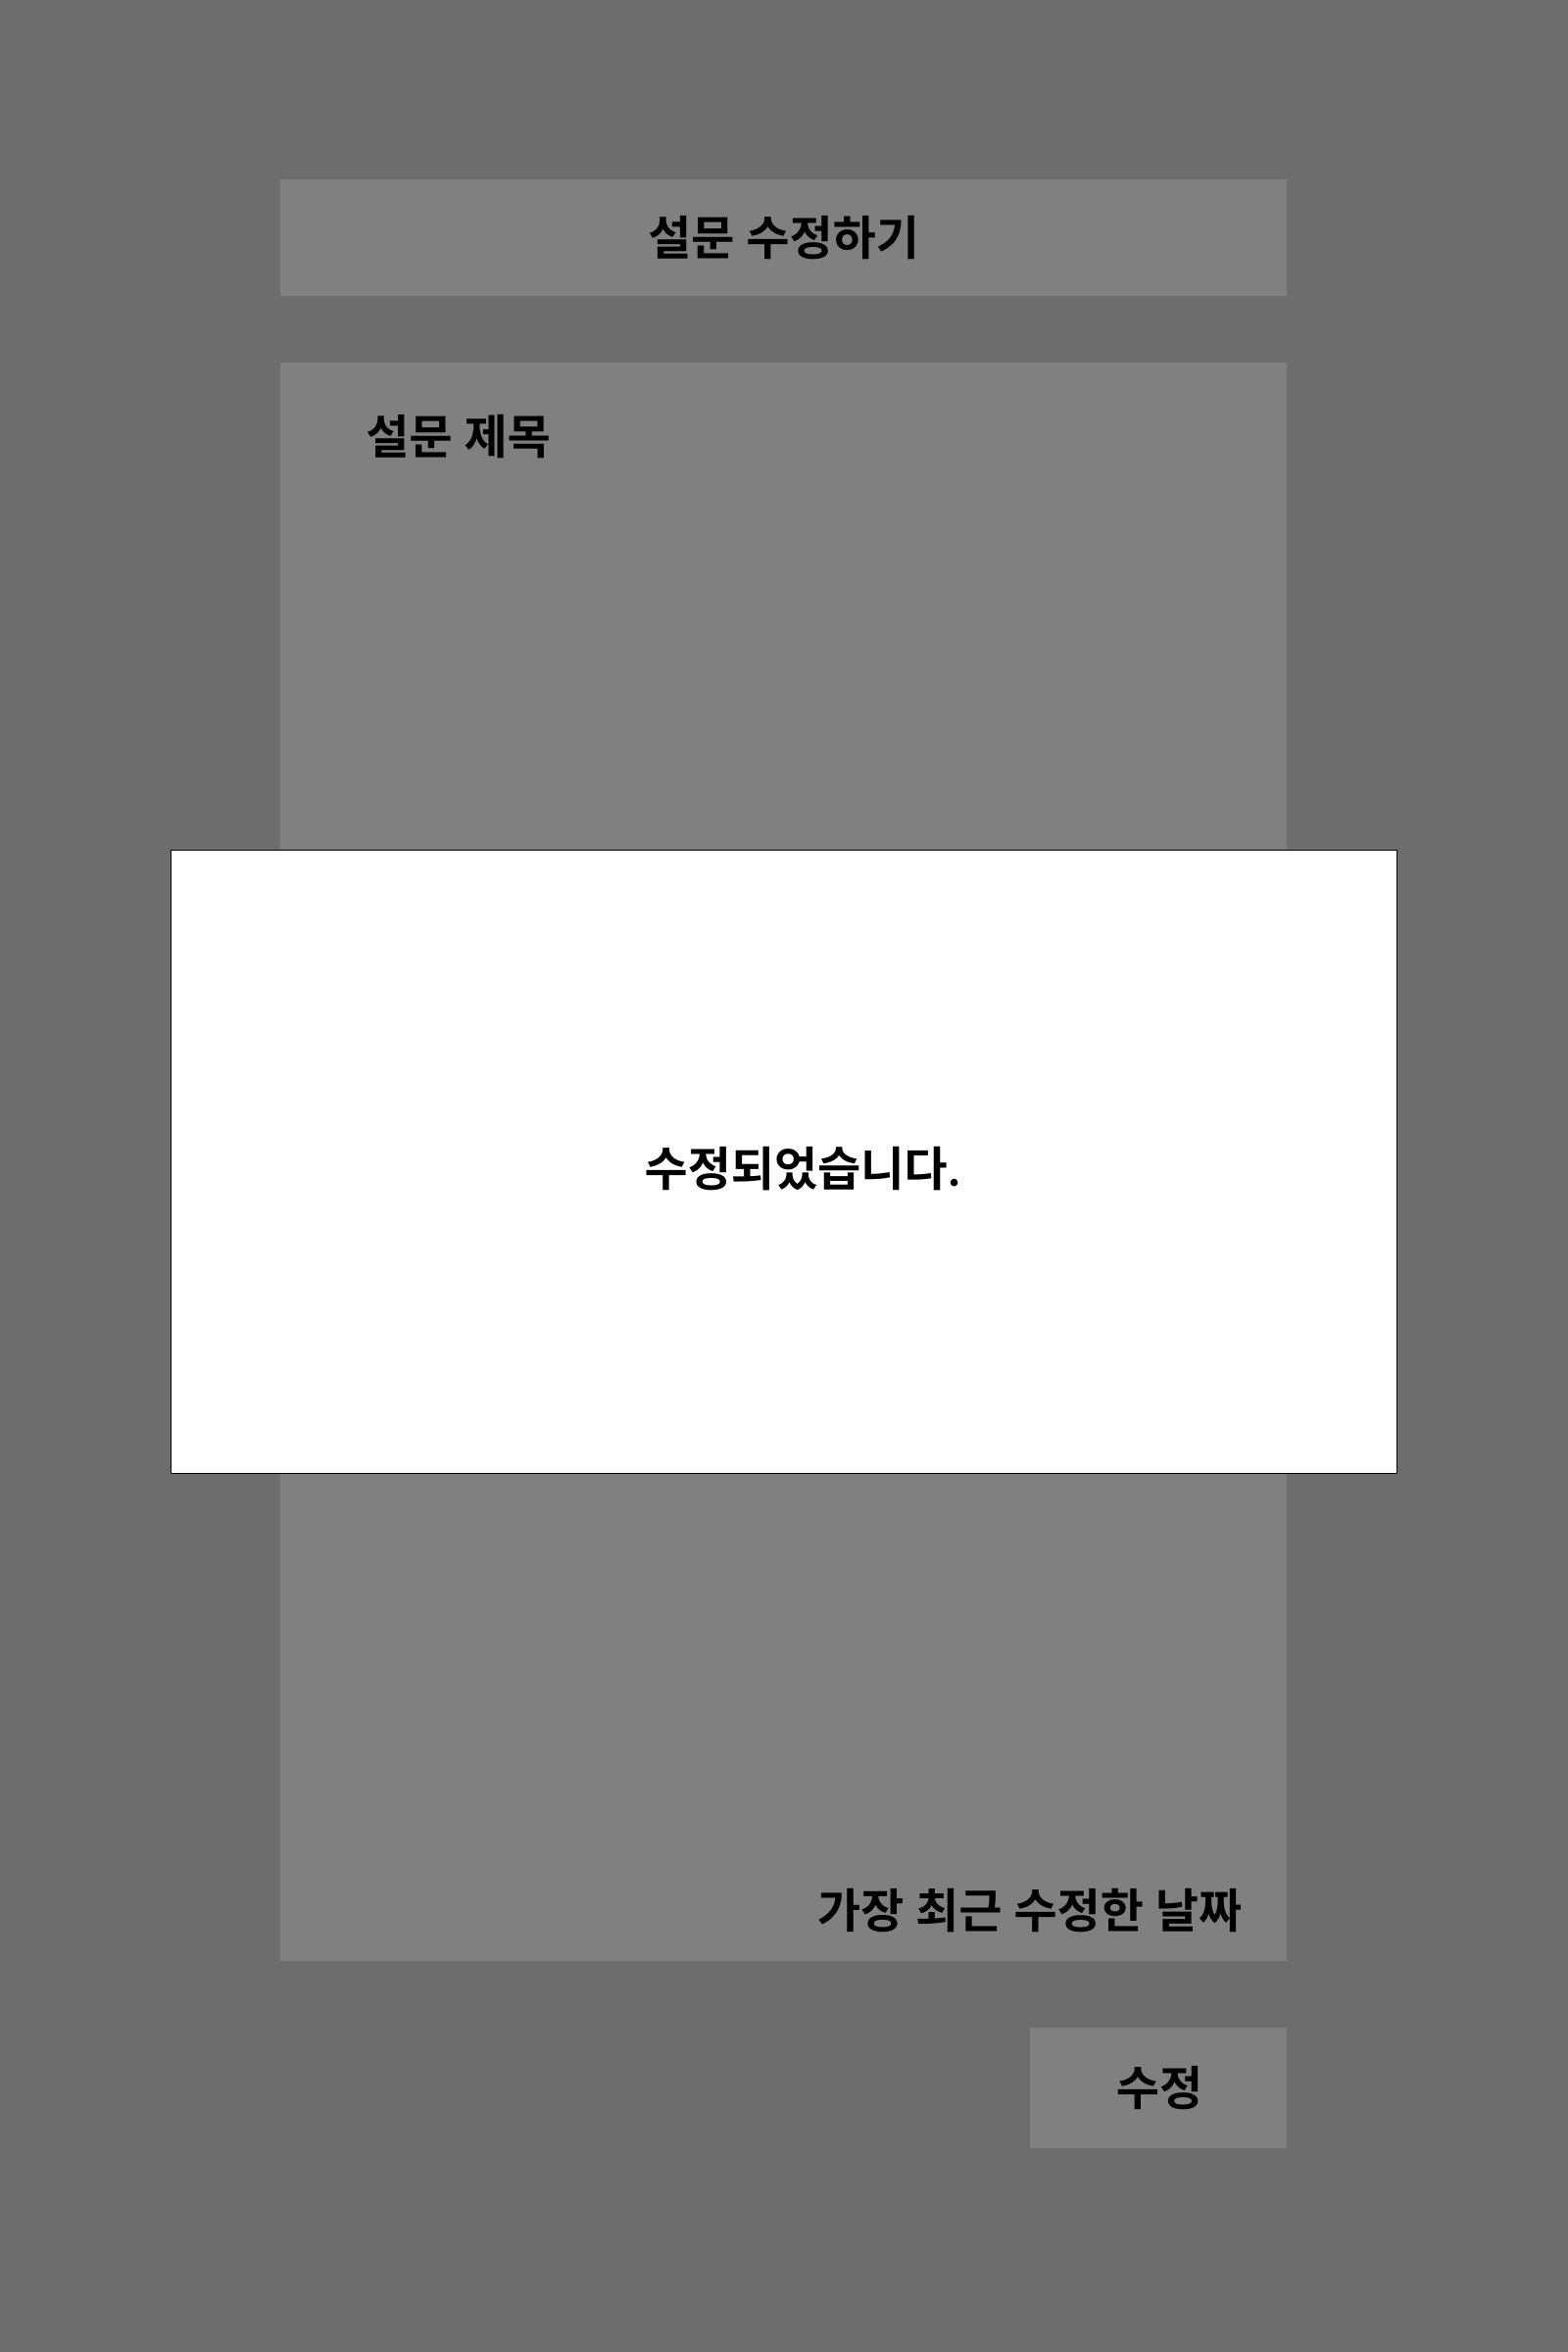 설문 수정하기
설문 제목
수정되었습니다.
가장 최근 수정한 날짜
수정